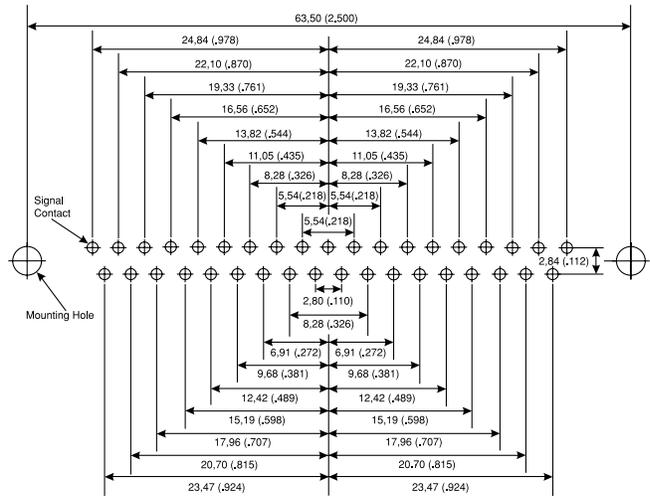 63,50 (2,500)
24,84 (.978) 24,84 (.978)
22,10 (.870) 22,10 (.870)
19,33 (.761) 19,33 (.761)
16,56 (.652) 16,56 (.652)
13,82 (.544) 13,82 (.544)
11,05 (.435) 11,05 (.435)
8,28 (.326) 8,28 (.326)
5,54(.218) 5,54(.218)
5,54(.218)
Signal
Contact
2,84 (.112)
Mounting Hole
2,80 (.110)
8,28 (.326)
6,91 (.272) 6,91 (.272)
9,68 (.381) 9,68 (.381)
12,42 (.489) 12,42 (.489)
15,19 (.598) 15,19 (.598)
17,96 (.707) 17,96 (.707)
20,70 (.815) 20.70 (.815)
23,47 (.924) 23,47 (.924)